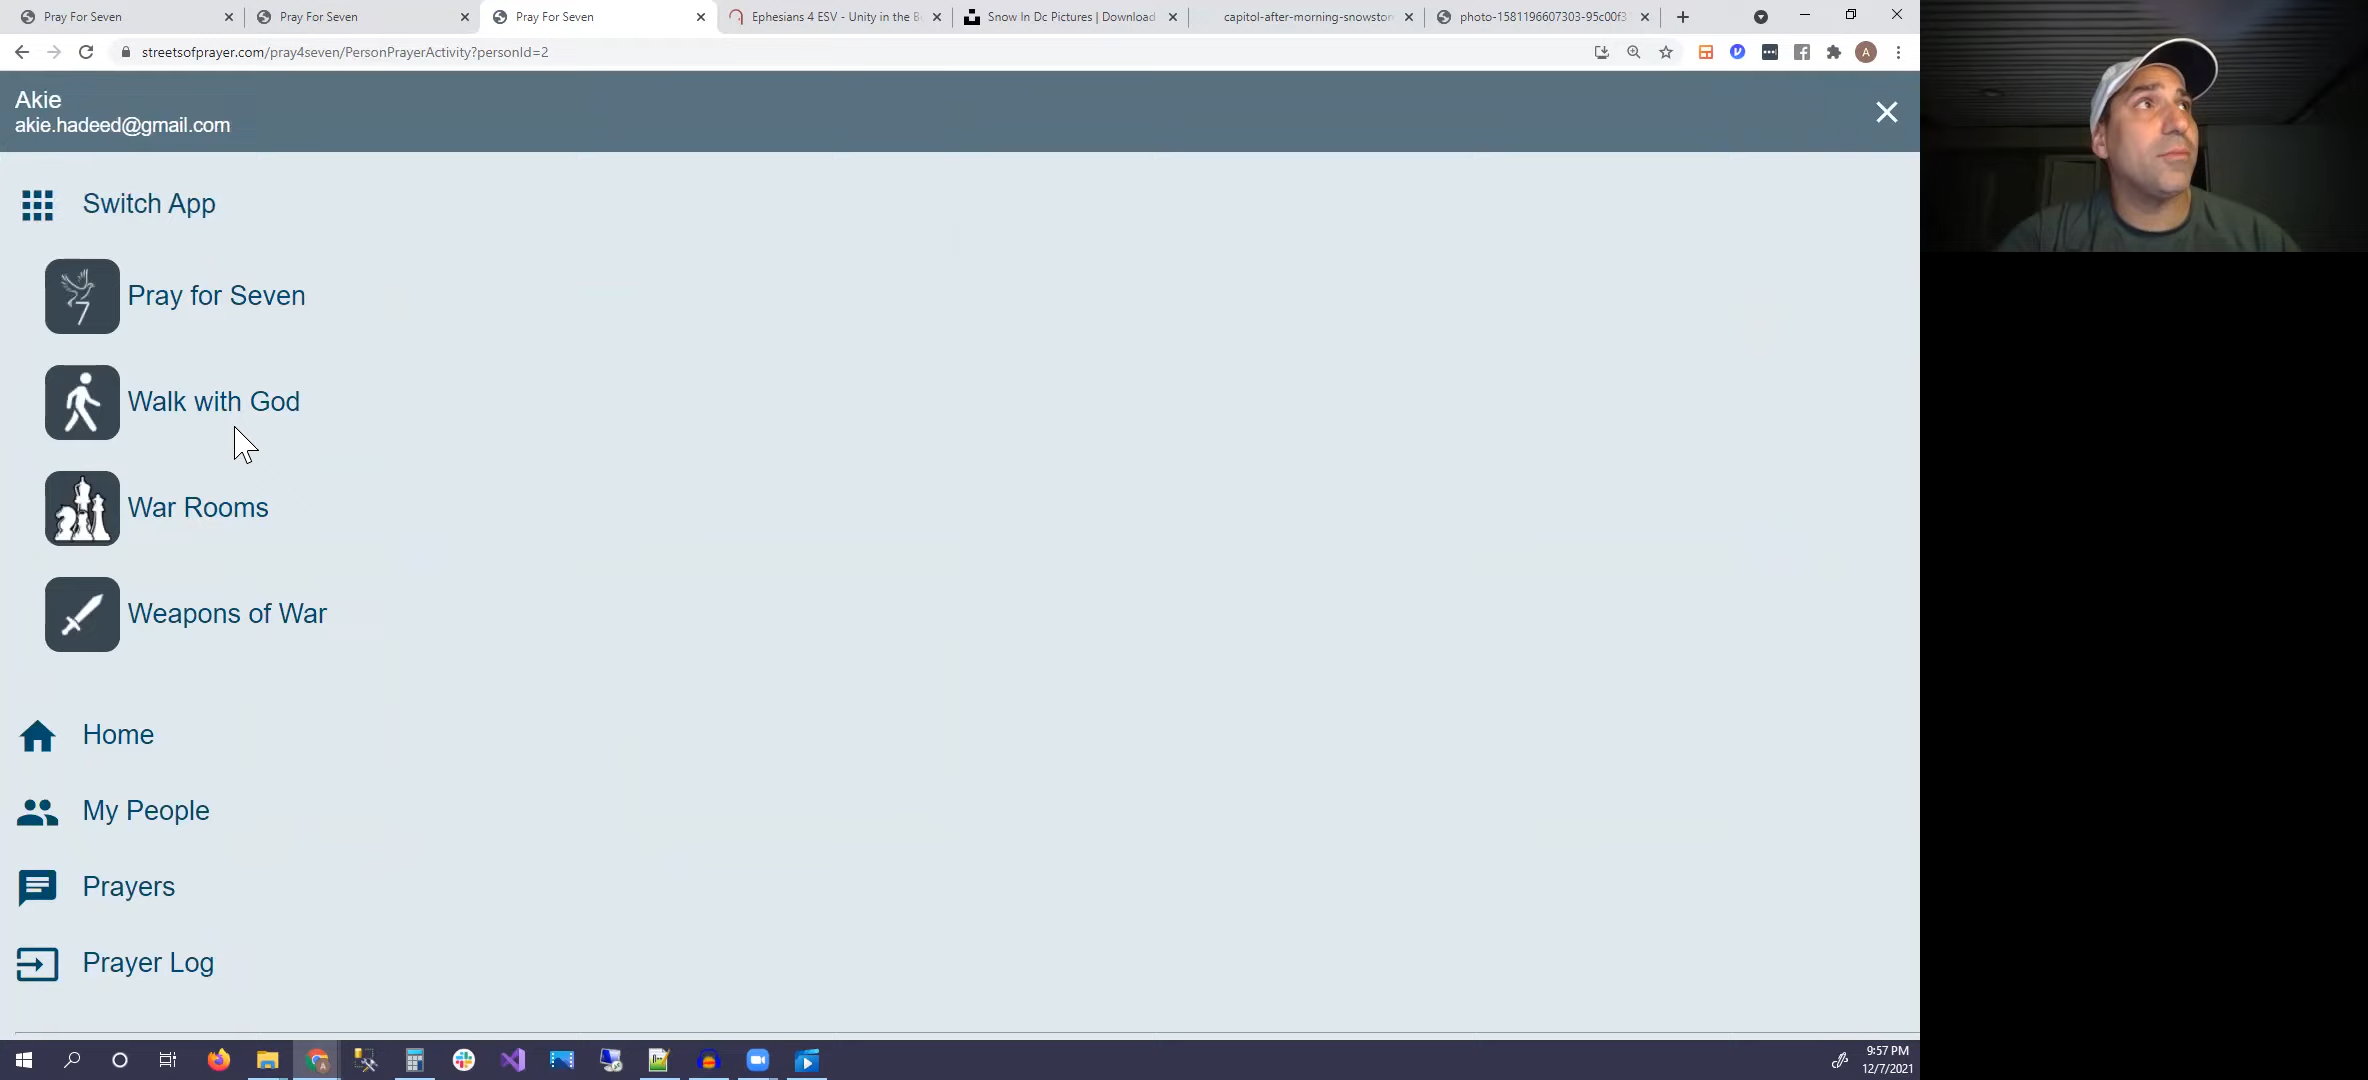 Pray For Seven
Pray For Seven
Pray For Seven
Ephesians 4 ESV - Unity in the B
Snow In Dc Pictures | Download
capitol-after-morning-snowstor
photo-1581196607303-95c00f3
streetsofprayer.com/pray4seven/PersonPrayerActivity?personId=2
A
Akie
akie.hadeed@gmail.com
Switch App
7
Pray for Seven
Walk with God
War Rooms
Weapons of War
Home
My People
Prayers
Prayer Log
9:57 PM
12/7/2021